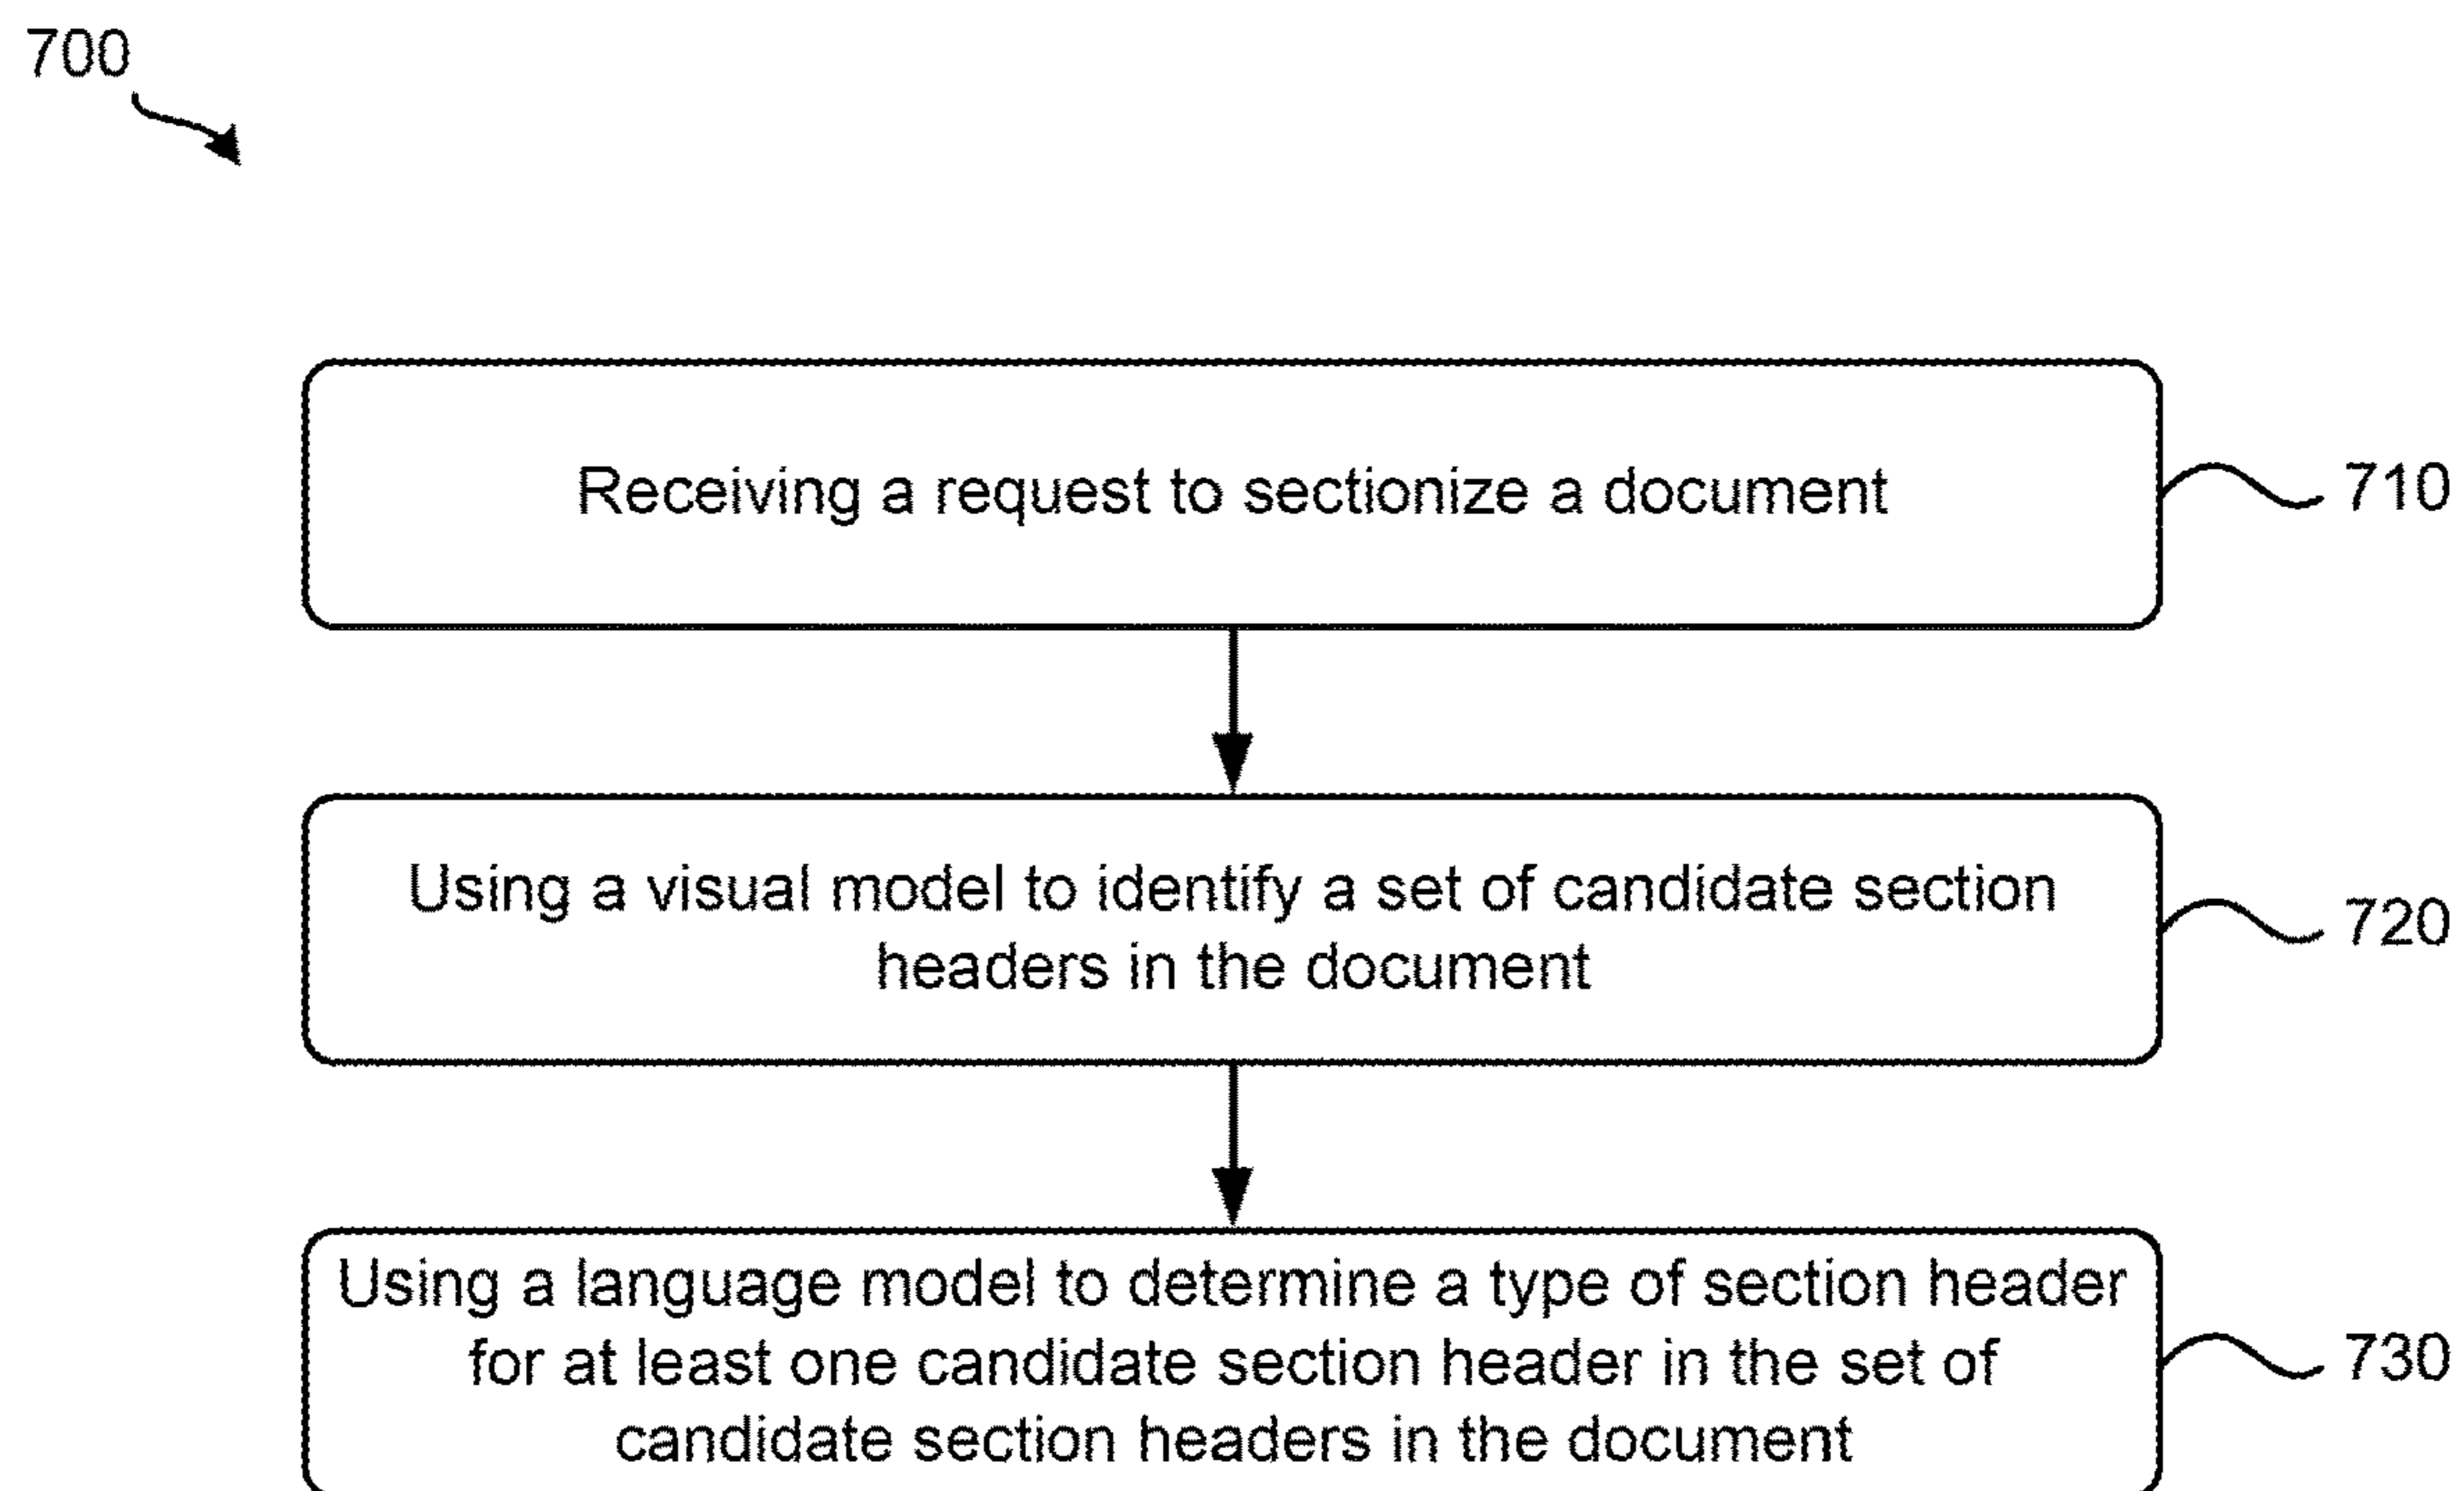 700
Receiving a request to sectionize a document
710
Using a visual model to identify a set of candidate section
headers in the document
720
Using a language model to determine a type of section header
for at least one candidate section header in the set of
candidate section headers in the document
730